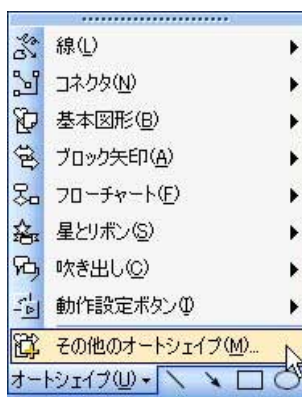 線(L)
コネクタ(N)
基本図形(B)
ブロック矢印(A)
フローチャート(F)
星とリボン(S)
吹き出し(C)
動作設定ボタン(I)
その他のオートシェイプ(M)...
オートシェイプ(U)